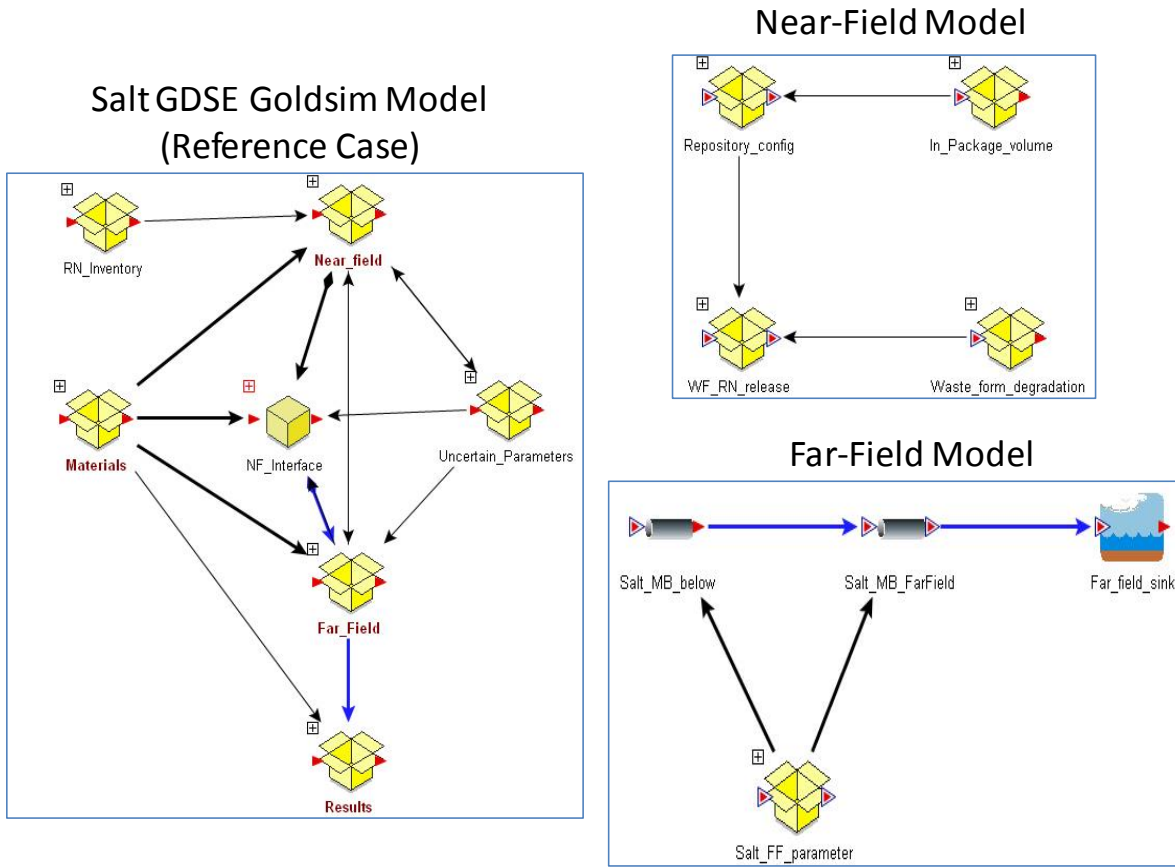 Salt GDSE Goldsim Model
(Reference Case)
RN_Inventory
Near_field
Materials
NF_Interface
Uncertain_Parameters
Far_Field
Results
Near-Field Model
Repository_config
In_Package_volume
WF_RN_release
Waste_form_degradation
Far-Field Model
Salt_MB_below
Salt_MB_FarField
Far_field_sink
Salt_FF_parameter